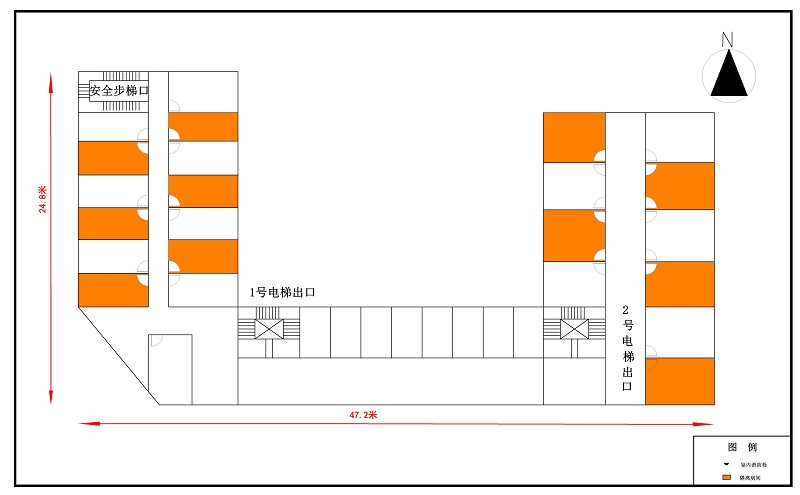 N
安全步梯口
24.8米
1号电梯出口
2号电梯出口
47.2米
图 例
室内消防栓
隔离房间